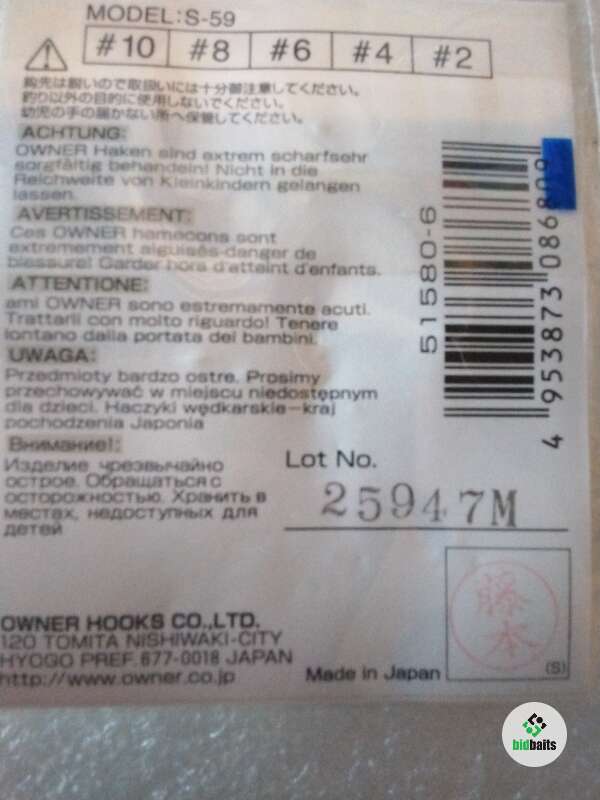 MODEL:S-59
#10 #8 #6 #4 #2
鈎先は鋭いので取扱いには十分御注意してください。
釣り以外の目的に使用しないでください。
幼児の手の届かない所へ保管してください。
ACHTUNG:
OWNER Haken sind extrem scharfsehr
sorgfältig behandeln! Nicht in die
Reichweite von Kleinkindern gelangen
lassen.
AVERTISSEMENT:
Ces OWNER hamecons sont
extremement aiguisés-danger de
blessure! Garder hors d'atteint d'enfants.
ATTENTIONE:
ami OWNER sono estremamente acuti.
Trattarli con molto riguardo! Tenere
lontano dalla portata dei bambini.
UWAGA:
Przedmioty bardzo ostre. Prosimy
przechowywać w miejscu niedostępnym
dla dzieci. Haczyki wędkarskie-kraj
pochodzenia Japonia
Внимание!:
Изделие чрезвычайно
острое. Обращаться с
осторожностью. Хранить в
местах, недоступных для
детей
51580-6
4 953873 086809
Lot No.
25947M
藤本
(S)
OWNER HOOKS CO.,LTD.
120 TOMITA NISHIWAKI-CITY
HYOGO PREF.677-0018 JAPAN
http://www.owner.co.jp
Made in Japan
bidbaits